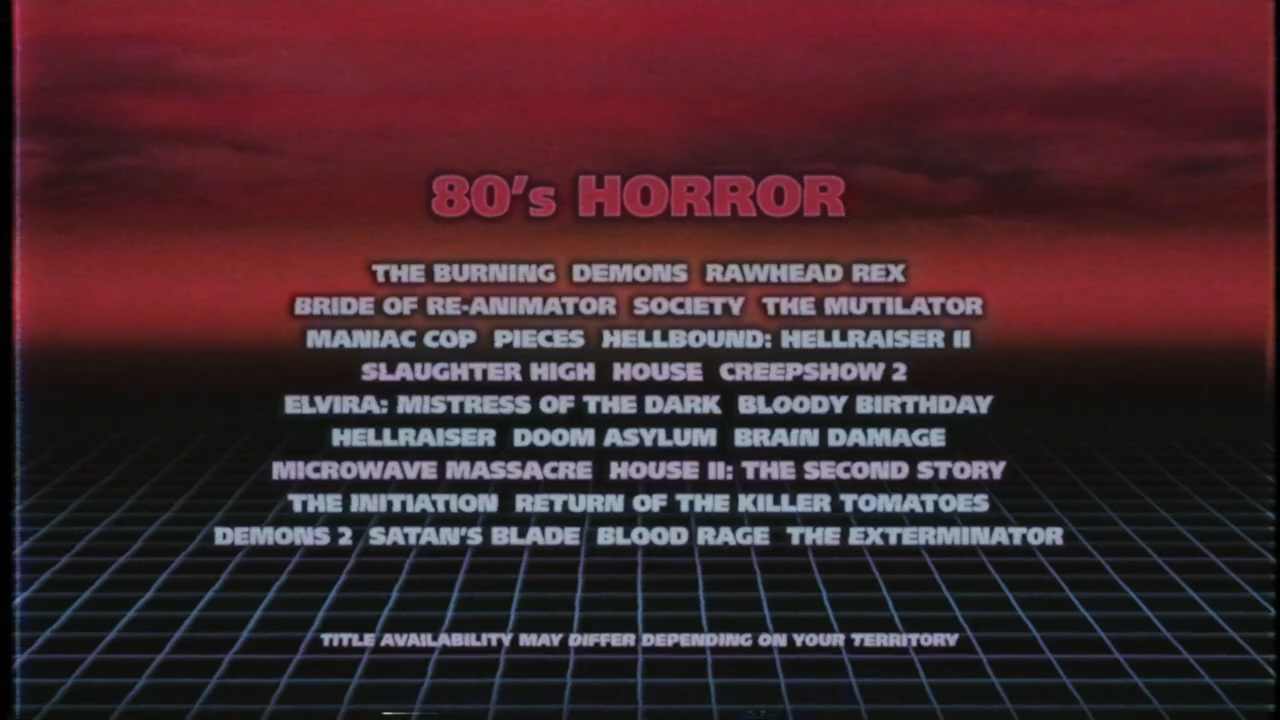 80's HORROR
THE BURNING  DEMONS  RAWHEAD REX
BRIDE OF RE-ANIMATOR  SOCIETY  THE MUTILATOR
MANIAC COP  PIECES  HELLBOUND: HELLRAISER II
SLAUGHTER HIGH  HOUSE  CREEPSHOW 2
ELVIRA: MISTRESS OF THE DARK  BLOODY BIRTHDAY
HELLRAISER  DOOM ASYLUM  BRAIN DAMAGE
MICROWAVE MASSACRE  HOUSE II: THE SECOND STORY
THE INITIATION  RETURN OF THE KILLER TOMATOES
DEMONS 2  SATAN'S BLADE  BLOOD RAGE  THE EXTERMINATOR
TITLE AVAILABILITY MAY DIFFER DEPENDING ON YOUR TERRITORY